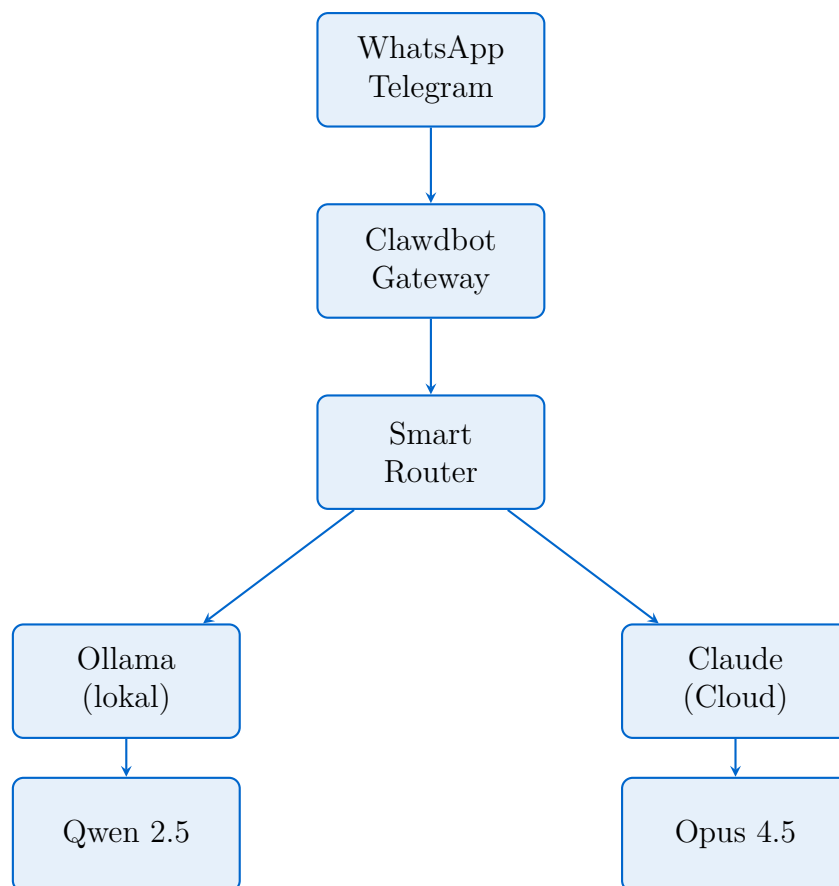 WhatsApp
Telegram
Clawdbot
Gateway
Smart
Router
Ollama
(lokal)
Claude
(Cloud)
Qwen 2.5
Opus 4.5